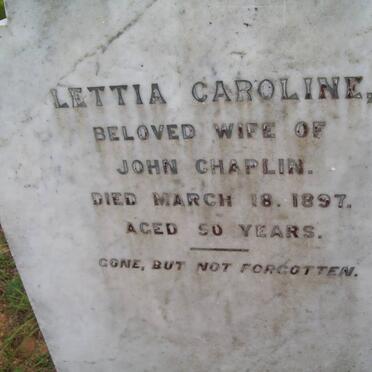 LETTIA CAROLINE,
BELOVED WIFE OF
JOHN CHAPLIN.
DIED MARCH 18. 1897.
AGED 50 YEARS.
GONE, BUT NOT FORGOTTEN.